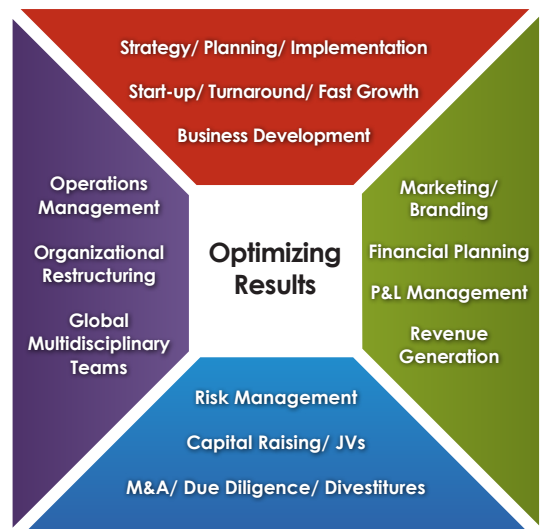 Strategy/ Planning/ Implementation
Start-up/ Turnaround/ Fast Growth
Business Development
Operations
Management
Organizational
Restructuring
Global
Multidisciplinary
Teams
Optimizing
Results
Marketing/
Branding
Financial Planning
P&L Management
Revenue
Generation
Risk Management
Capital Raising/ JVs
M&A/ Due Diligence/ Divestitures